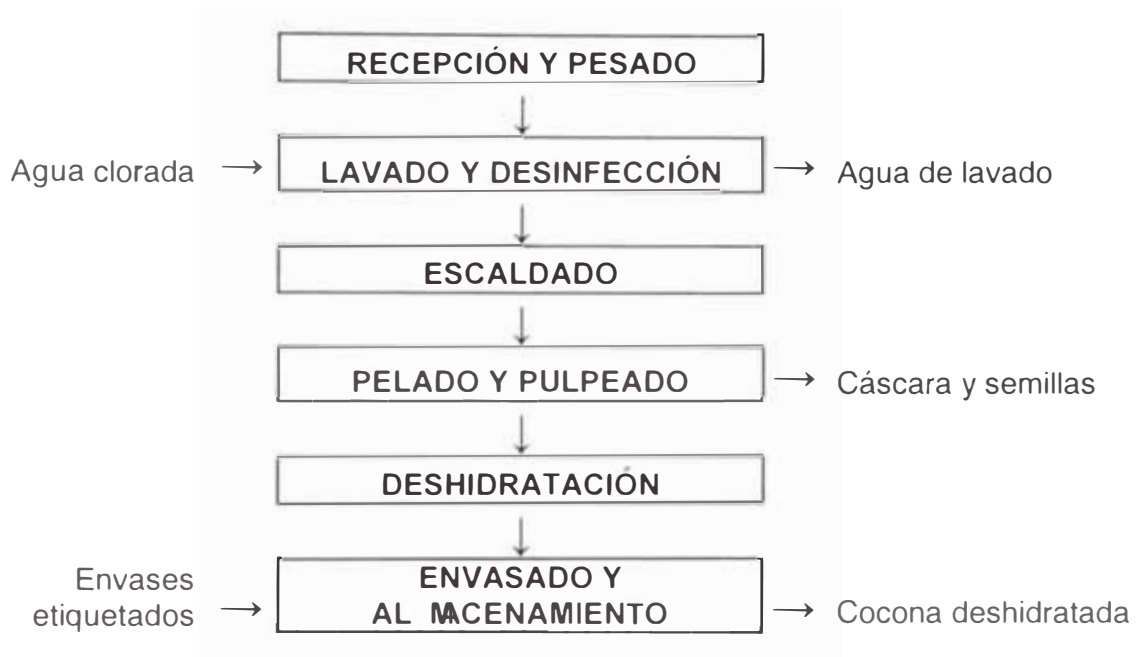 RECEPCIÓN Y PESADO
Agua clorada
LAVADO Y DESINFECCIÓN
Agua de lavado
ESCALDADO
PELADO Y PULPEADO
Cáscara y semillas
DESHIDRATACIÓN
Envases
etiquetados
ENVASADO Y
AL MACENAMIENTO
Cocona deshidratada